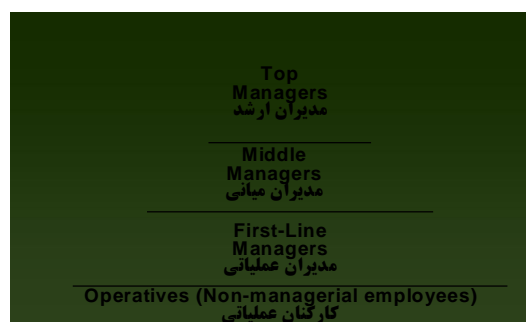 Top
Managers
مدیران ارشد
Middle
Managers
مدیران میانی
First-Line
Managers
مدیران عملیاتی
Operatives (Non-managerial employees)
کارکنان عملیاتی